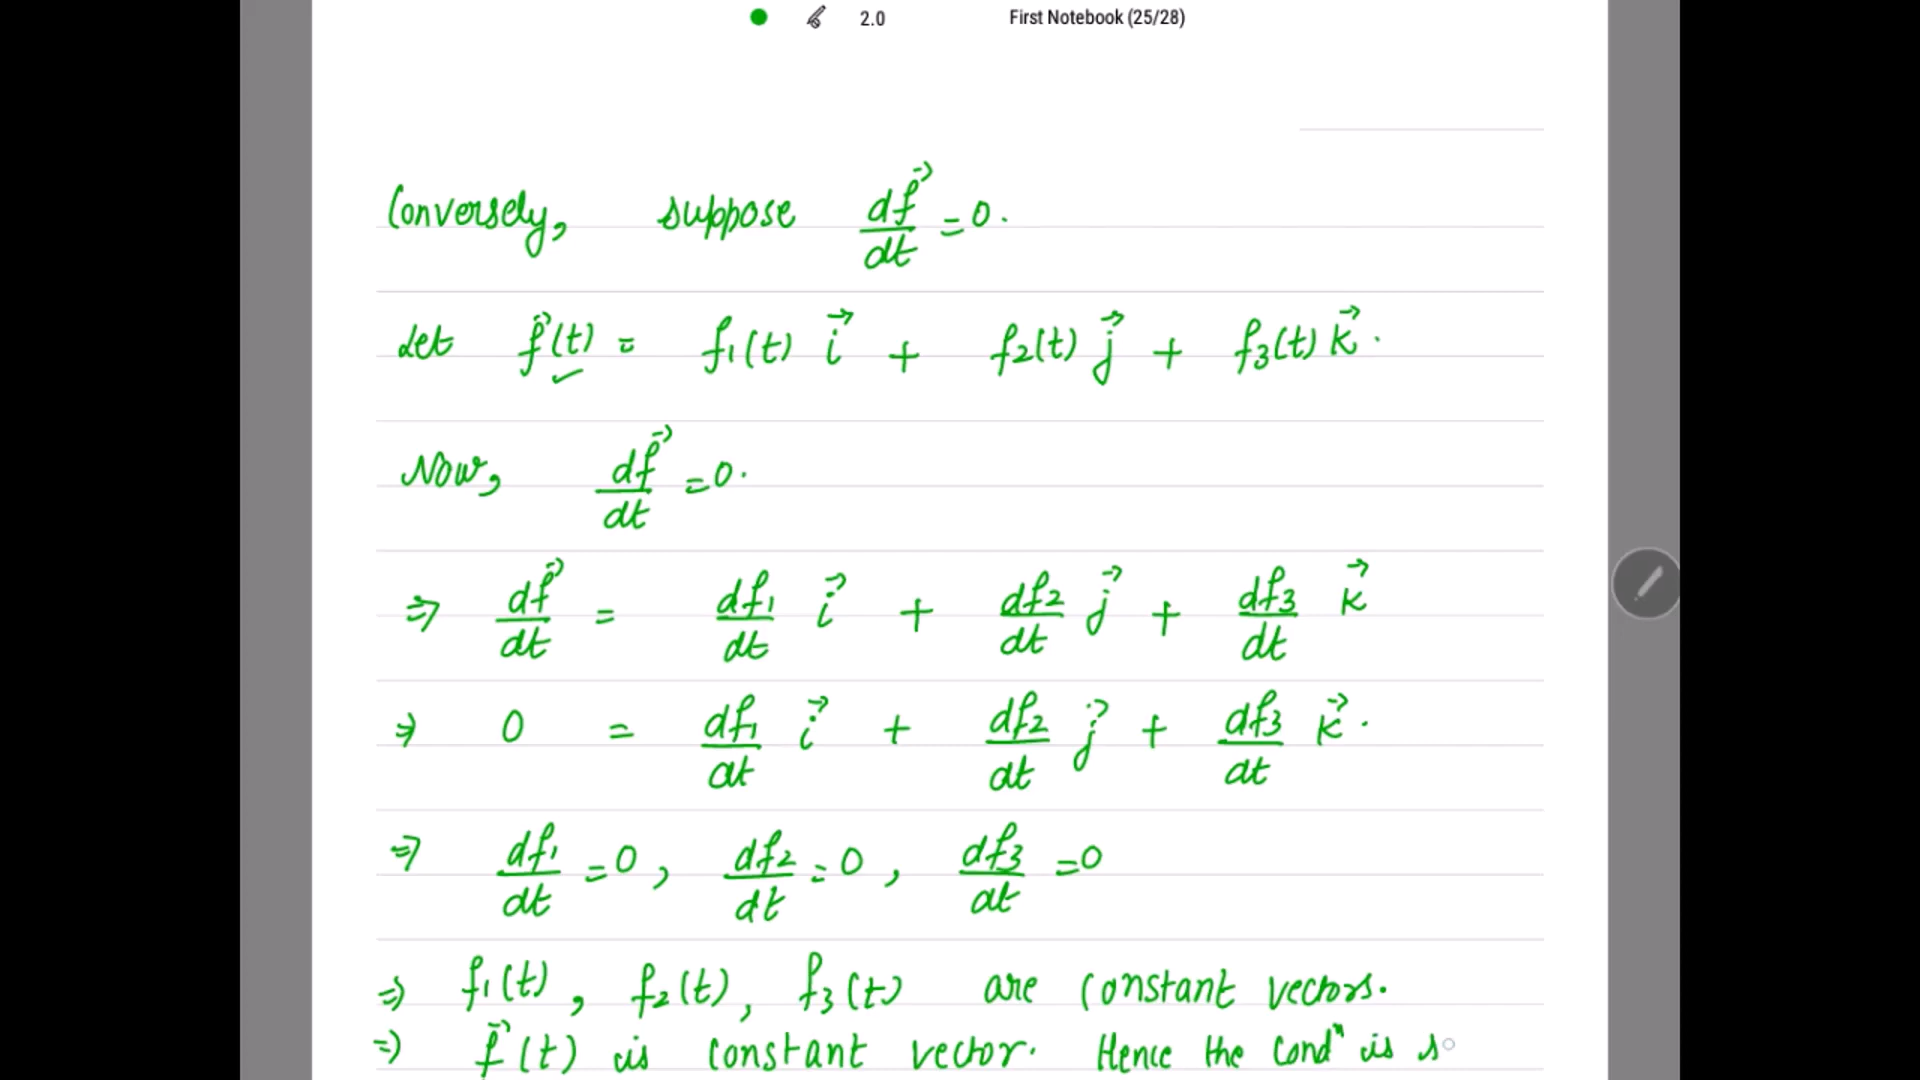 2.0 First Notebook (25/28)
Conversely, suppose df⃗/dt = 0.
Let f⃗(t) = f₁(t) i⃗ + f₂(t) j⃗ + f₃(t) k⃗.
Now, df⃗/dt = 0.
⇒ df⃗/dt = df₁/dt i⃗ + df₂/dt j⃗ + df₃/dt k⃗
⇒ 0 = df₁/dt i⃗ + df₂/dt j⃗ + df₃/dt k⃗.
⇒ df₁/dt = 0, df₂/dt = 0, df₃/dt = 0
⇒ f₁(t), f₂(t), f₃(t) are constant vectors.
⇒ f⃗(t) is constant vector. Hence the condⁿ is s